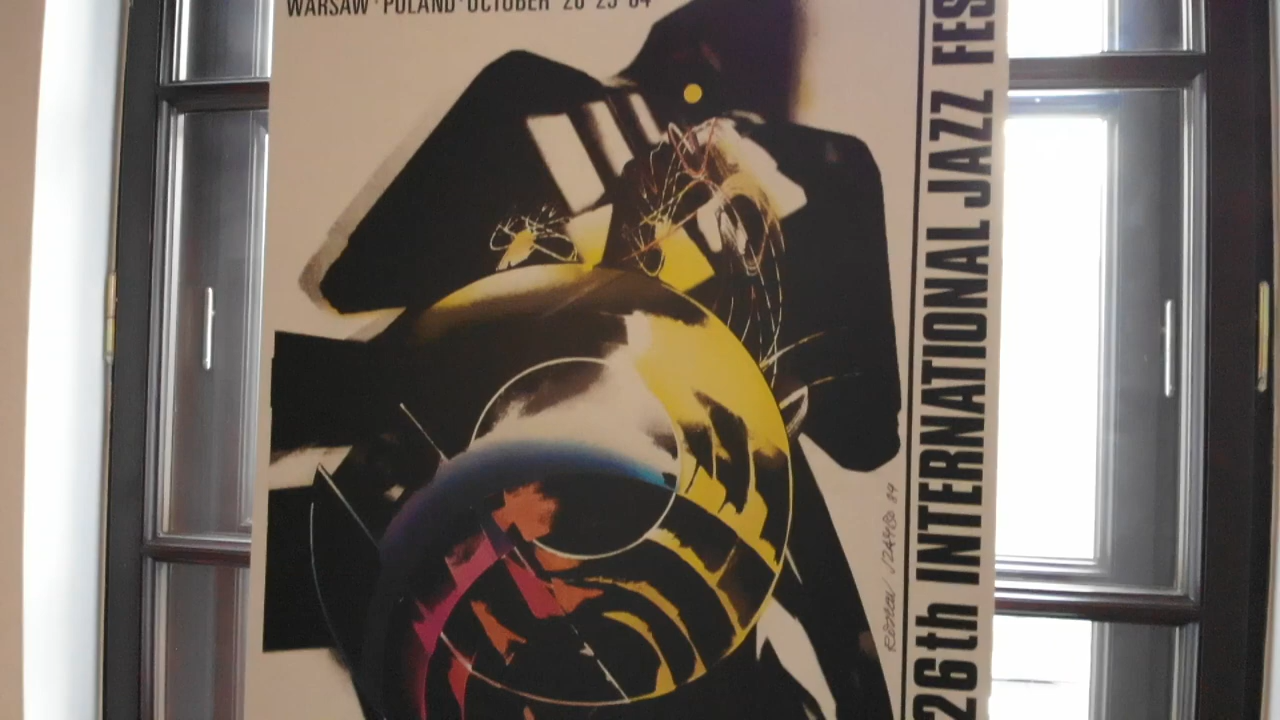 WARSAW · POLAND · OCTOBER
26th INTERNATIONAL JAZZ FES